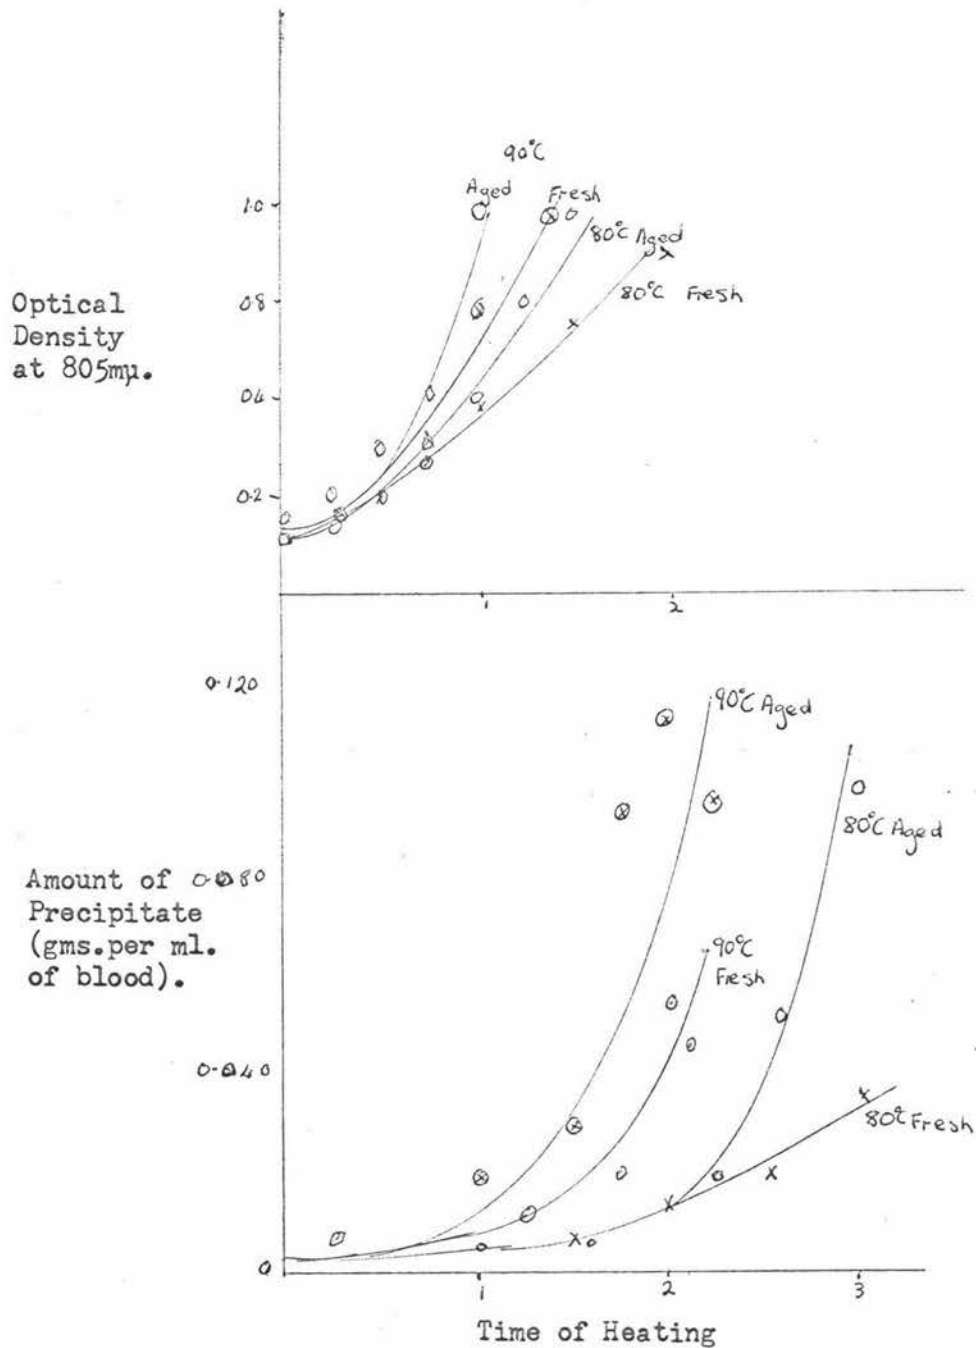 90°C
Aged
Fresh
80°C Aged
80°C Fresh
Optical
Density
at 805mµ.
1.0
0.8
04
0.2
1
2
90°C Aged
80°C Aged
90°C
Fresh
80°C Fresh
Amount of
Precipitate
(gms.per ml.
of blood).
0.120
0.080
0.040
0
1
2
3
Time of Heating